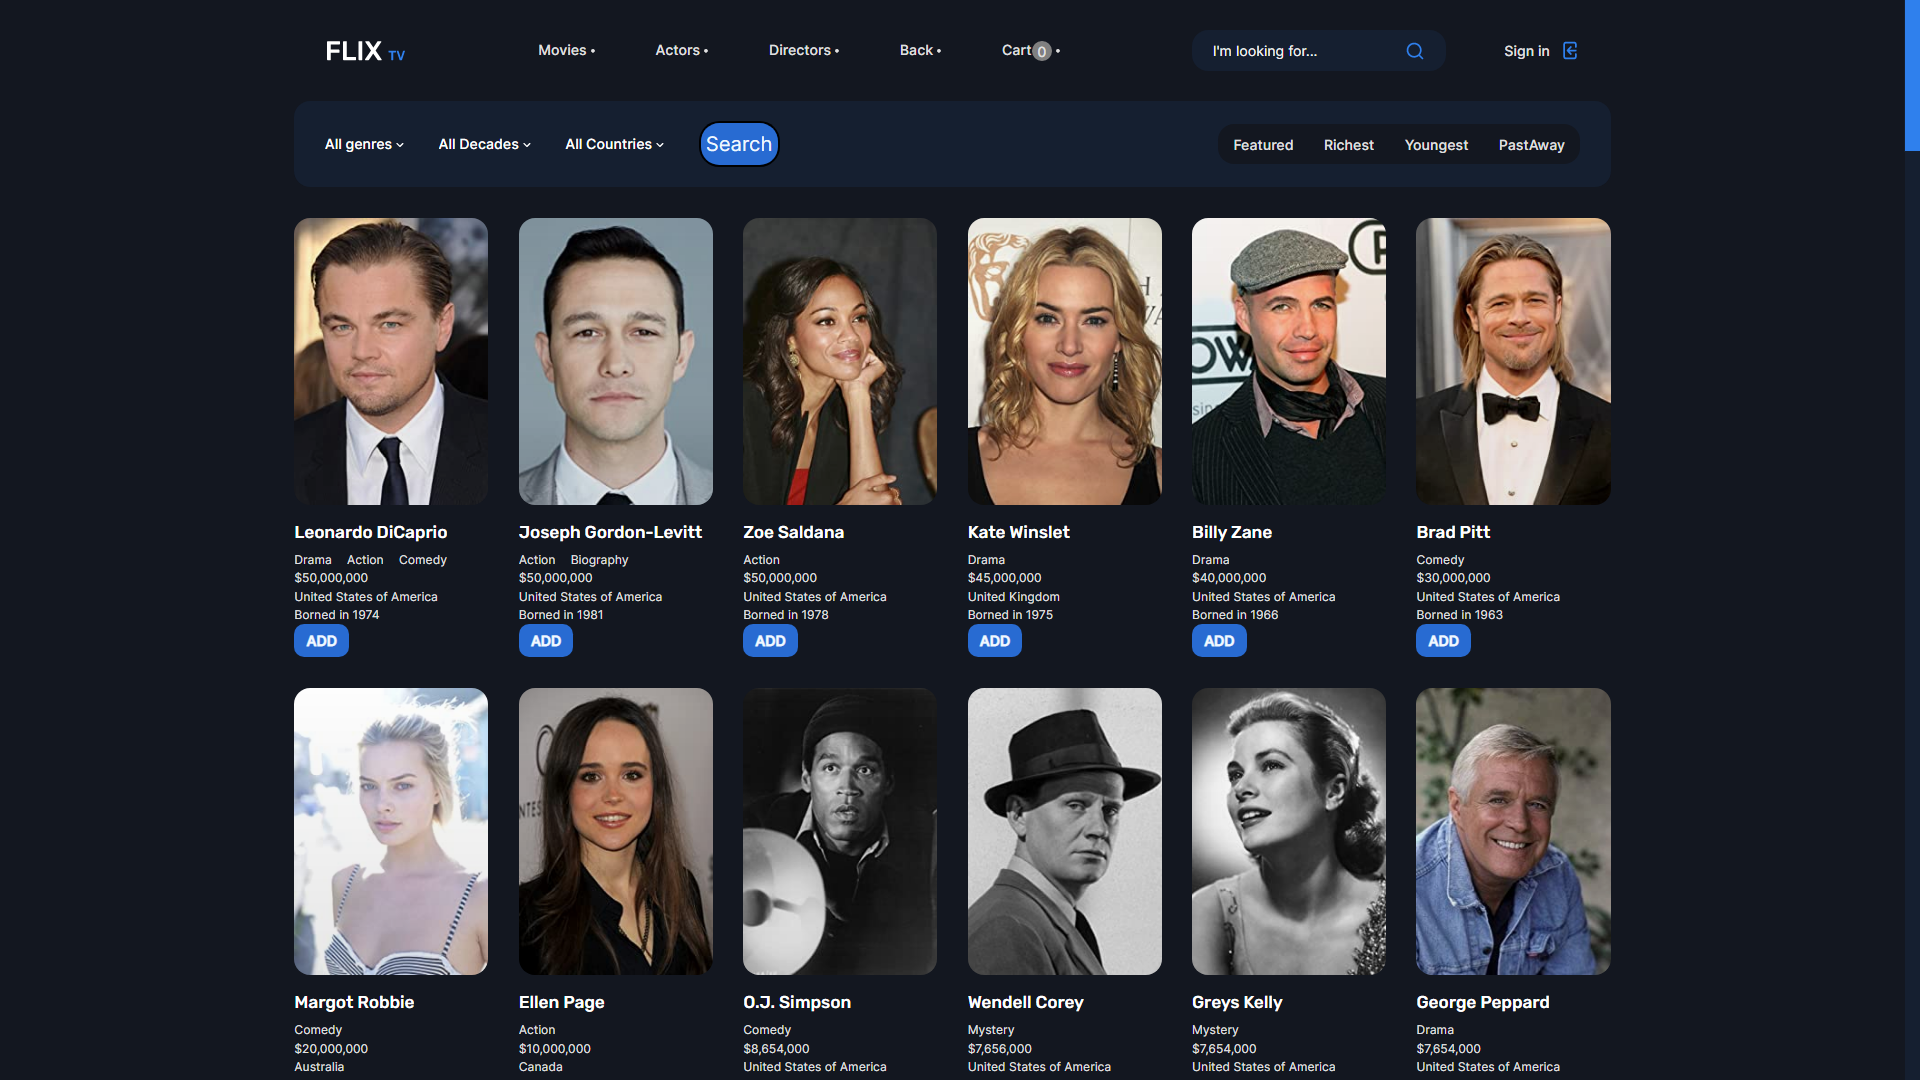 FLIX TV
Movies •
Actors •
Directors •
Back •
Cart 0 •
I'm looking for...
Sign in
All genres
All Decades
All Countries
Search
Featured
Richest
Youngest
PastAway
Leonardo DiCaprio
Drama Action Comedy
$50,000,000
United States of America
Borned in 1974
ADD
Joseph Gordon-Levitt
Action Biography
$50,000,000
United States of America
Borned in 1981
ADD
Zoe Saldana
Action
$50,000,000
United States of America
Borned in 1978
ADD
Kate Winslet
Drama
$45,000,000
United Kingdom
Borned in 1975
ADD
Billy Zane
Drama
$40,000,000
United States of America
Borned in 1966
ADD
Brad Pitt
Comedy
$30,000,000
United States of America
Borned in 1963
ADD
Margot Robbie
Comedy
$20,000,000
Australia
Ellen Page
Action
$10,000,000
Canada
O.J. Simpson
Comedy
$8,654,000
United States of America
Wendell Corey
Mystery
$7,656,000
United States of America
Greys Kelly
Mystery
$7,654,000
United States of America
George Peppard
Drama
$7,654,000
United States of America